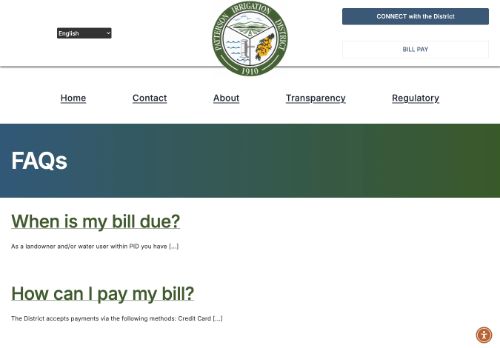 English
PATTERSON IRRIGATION DISTRICT
1910
CONNECT with the District
BILL PAY
Home
Contact
About
Transparency
Regulatory
FAQs
When is my bill due?
As a landowner and/or water user within PID you have [...]
How can I pay my bill?
The District accepts payments via the following methods: Credit Card [...]